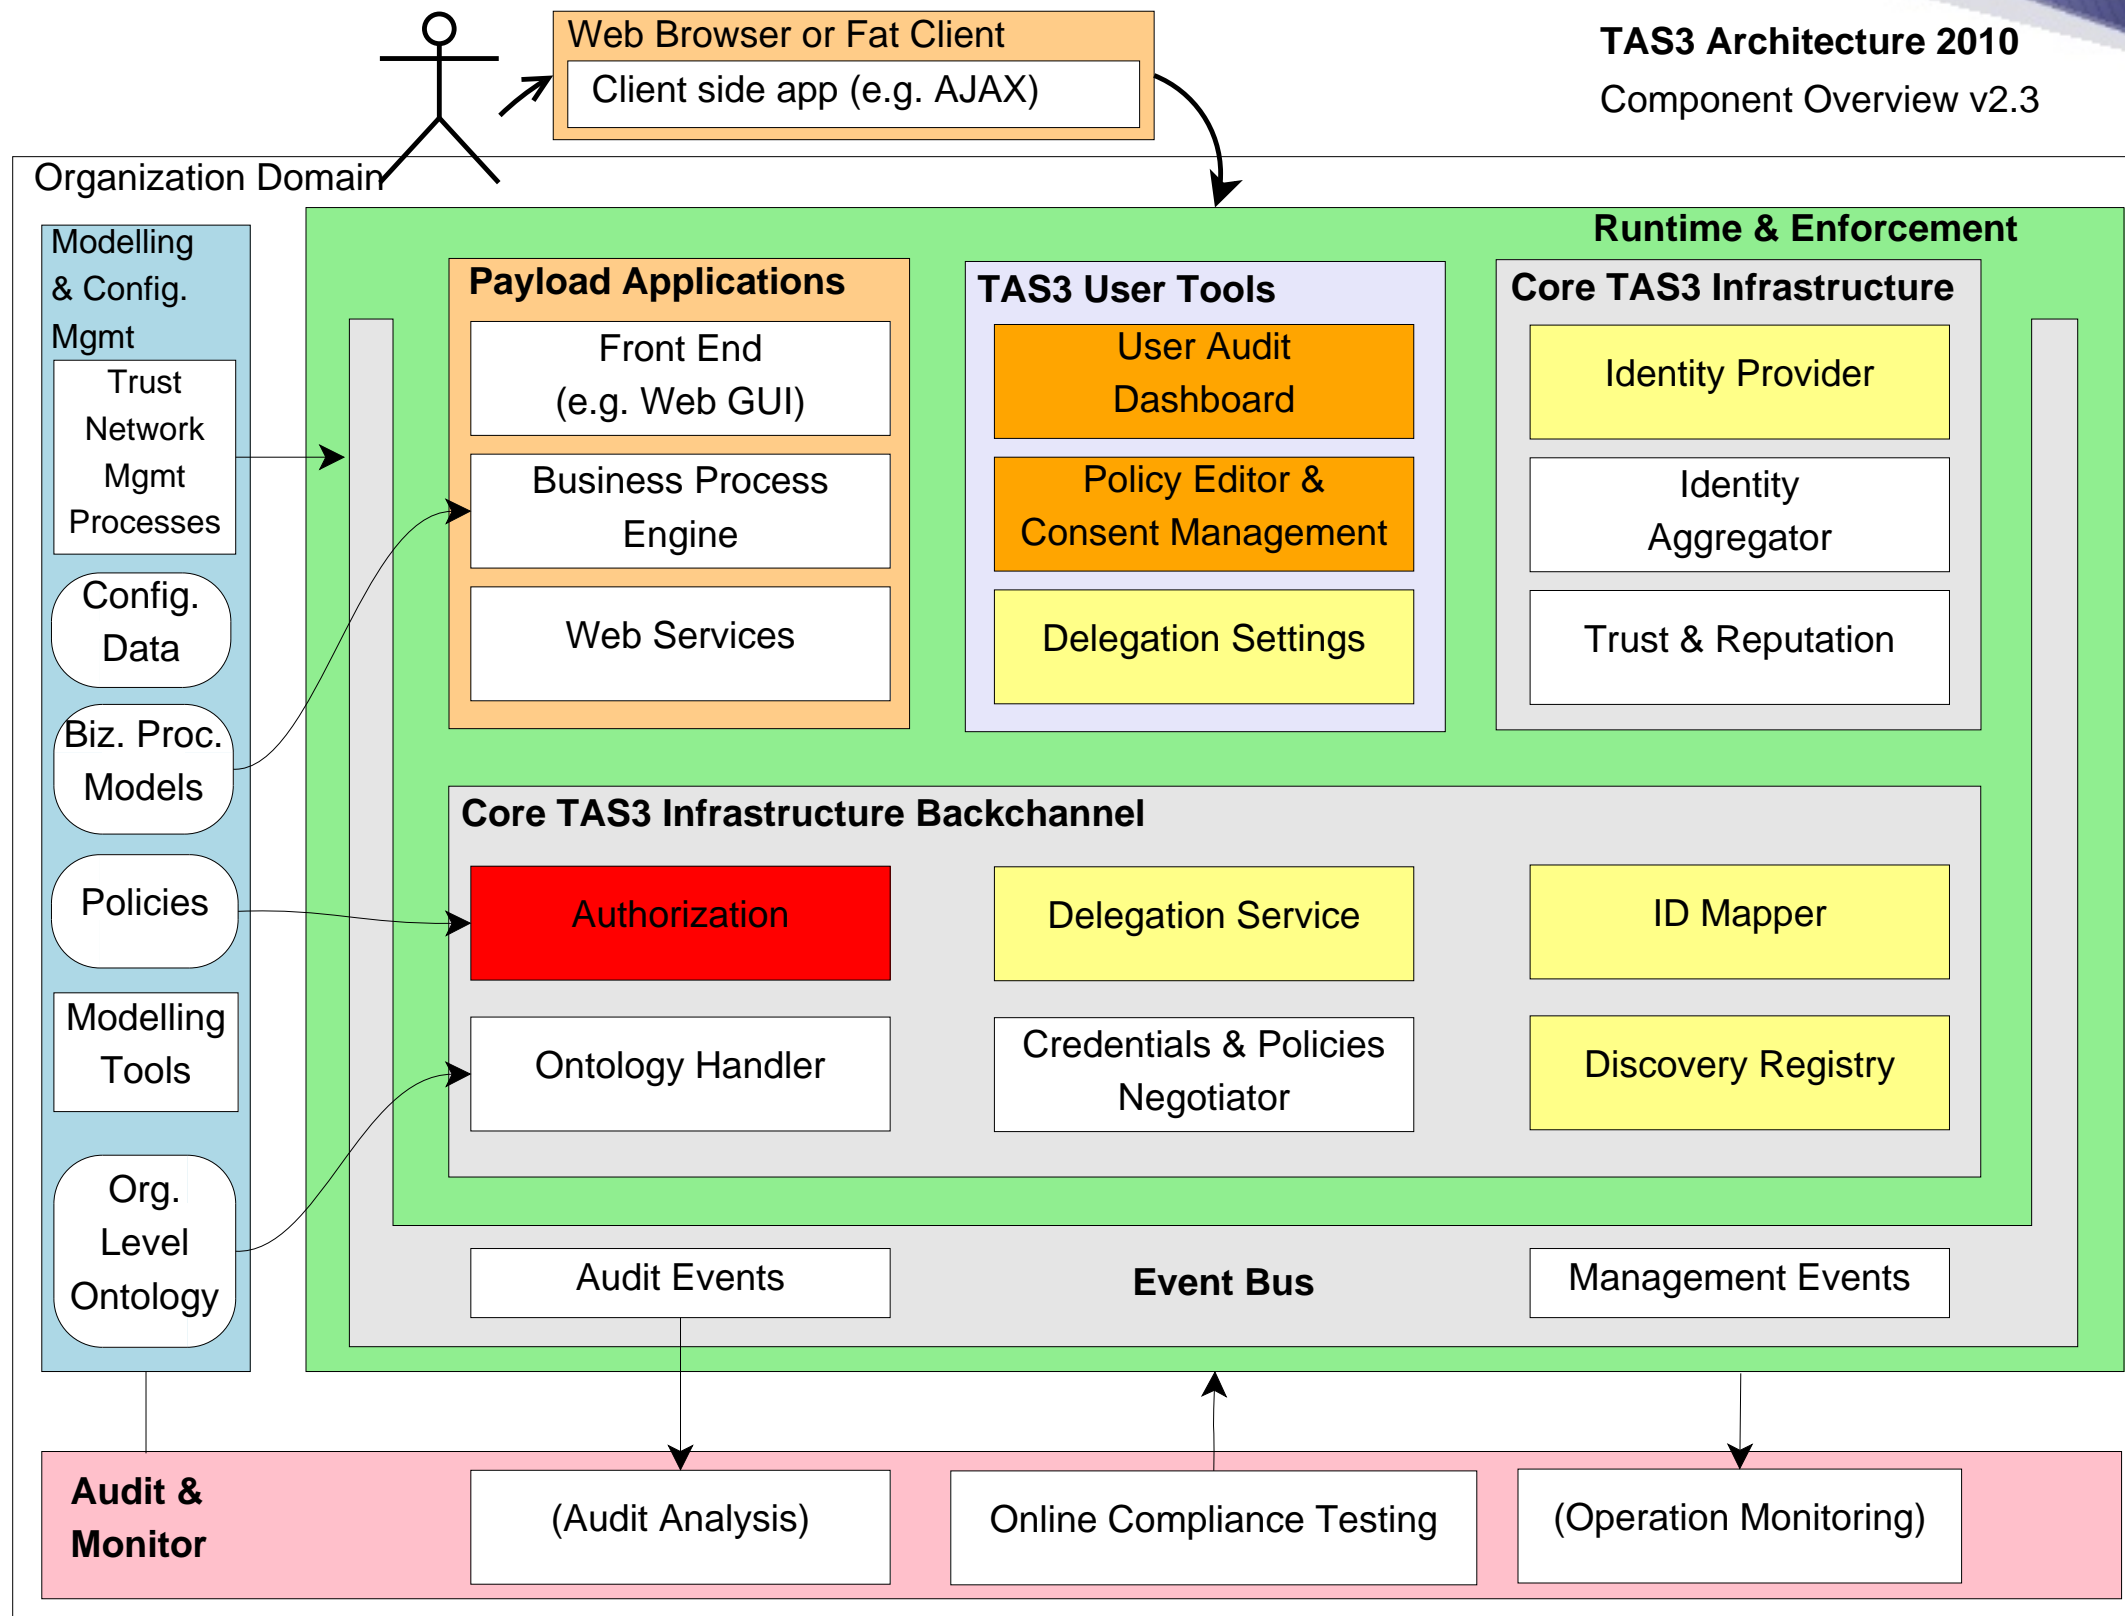 Web Browser or Fat Client
Client side app (e.g. AJAX)
TAS3 Architecture 2010
Component Overview v2.3
Organization Domain
Runtime & Enforcement
Modelling
& Config.
Mgmt
Trust
Network
Mgmt
Processes
Config.
Data
Biz. Proc.
Models
Policies
Modelling
Tools
Org.
Level
Ontology
Payload Applications
Front End
(e.g. Web GUI)
Business Process
Engine
Web Services
TAS3 User Tools
User Audit
Dashboard
Policy Editor &
Consent Management
Delegation Settings
Core TAS3 Infrastructure
Identity Provider
Identity
Aggregator
Trust & Reputation
Core TAS3 Infrastructure Backchannel
Authorization
Delegation Service
ID Mapper
Ontology Handler
Credentials & Policies
Negotiator
Discovery Registry
Audit Events
Event Bus
Management Events
Audit &
Monitor
(Audit Analysis)
Online Compliance Testing
(Operation Monitoring)